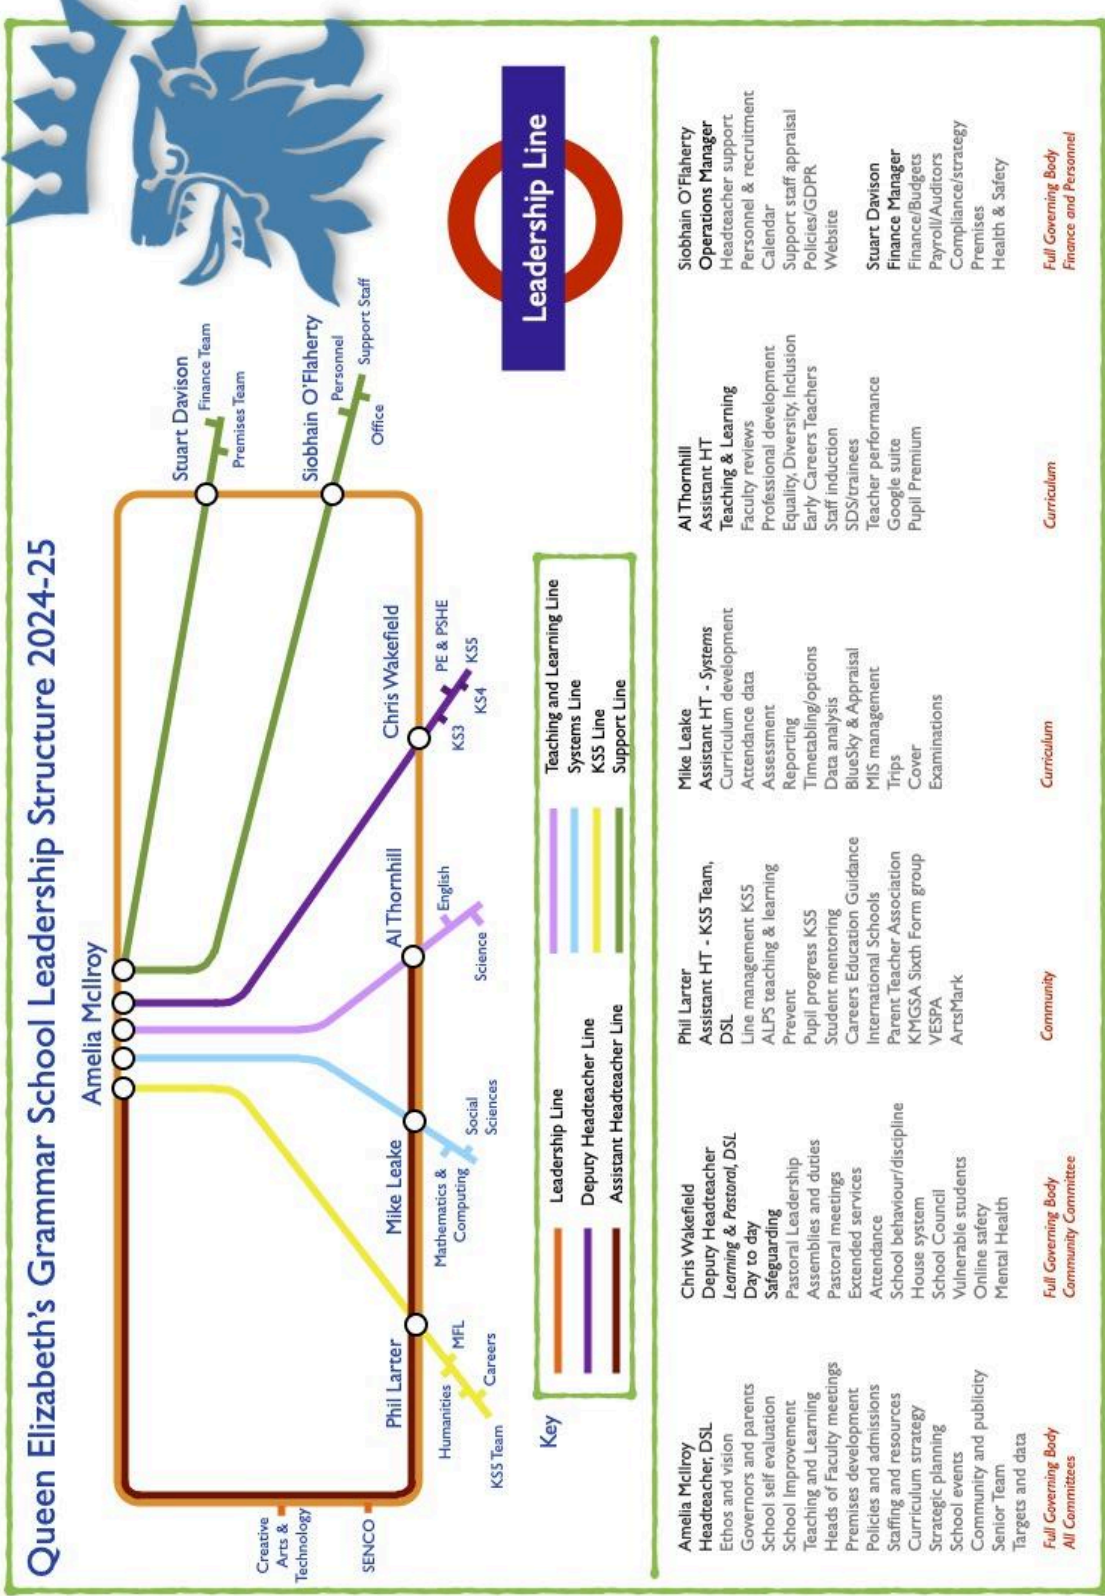 Queen Elizabeth's Grammar School Leadership Structure 2024-25
Amelia McIlroy
Stuart Davison
Finance Team
Premises Team
Siobhain O'Flaherty
Personnel
Support Staff
Office
Creative
Arts &
Technology
SENCO
Phil Larter
Humanities
MFL
Careers
KS5 Team
Mike Leake
Mathematics &
Computing
Social
Sciences
Al Thornhill
English
Science
Chris Wakefield
PE & PSHE
KS3
KS4
KS5
Leadership Line
Key
Leadership Line
Deputy Headteacher Line
Assistant Headteacher Line
Teaching and Learning Line
Systems Line
KS5 Line
Support Line
Amelia McIlroy
Headteacher, DSL
Ethos and vision
Governors and parents
School self evaluation
School Improvement
Teaching and Learning
Heads of Faculty meetings
Premises development
Policies and admissions
Staffing and resources
Curriculum strategy
Strategic planning
School events
Community and publicity
Senior Team
Targets and data
Full Governing Body
All Committees
Chris Wakefield
Deputy Headteacher
Learning & Pastoral, DSL
Day to day
Safeguarding
Pastoral Leadership
Assemblies and duties
Pastoral meetings
Extended services
Attendance
School behaviour/discipline
House system
School Council
Vulnerable students
Online safety
Mental Health
Full Governing Body
Community Committee
Phil Larter
Assistant HT - KS5 Team,
DSL
Line management KS5
ALPS teaching & learning
Prevent
Pupil progress KS5
Student mentoring
Careers Education Guidance
International Schools
Parent Teacher Association
KMGSA Sixth Form group
VESPA
ArtsMark
Community
Mike Leake
Assistant HT - Systems
Curriculum development
Attendance data
Assessment
Reporting
Timetabling/options
Data analysis
BlueSky & Appraisal
MIS management
Trips
Cover
Examinations
Curriculum
Al Thornhill
Assistant HT
Teaching & Learning
Faculty reviews
Professional development
Equality, Diversity, Inclusion
Early Careers Teachers
Staff induction
SDS/trainees
Teacher performance
Google suite
Pupil Premium
Curriculum
Siobhain O'Flaherty
Operations Manager
Headteacher support
Personnel & recruitment
Calendar
Support staff appraisal
Policies/GDPR
Website
Stuart Davison
Finance Manager
Finance/Budgets
Payroll/Auditors
Compliance/strategy
Premises
Health & Safety
Full Governing Body
Finance and Personnel